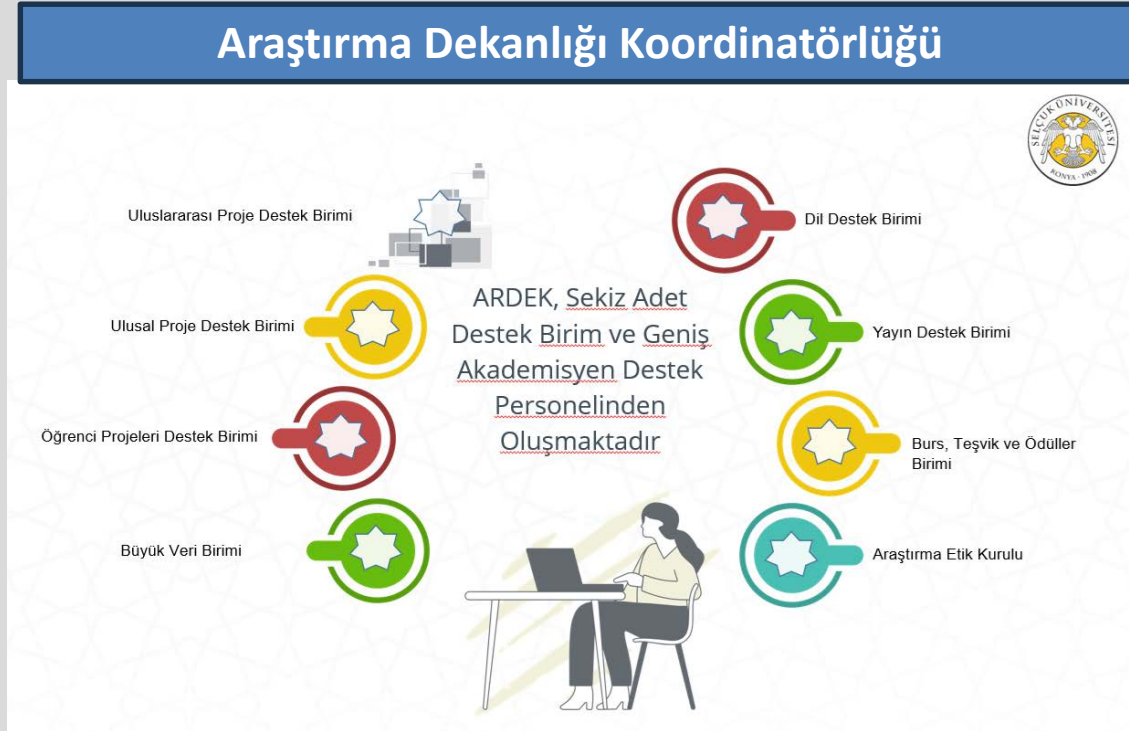 Araştırma Dekanlığı Koordinatörlüğü
SELÇUK ÜNİVERSİTESİ
KONYA - 1908
Uluslararası Proje Destek Birimi
Ulusal Proje Destek Birimi
Öğrenci Projeleri Destek Birimi
Büyük Veri Birimi
ARDEK, Sekiz Adet
Destek Birim ve Geniş
Akademisyen Destek
Personelinden
Oluşmaktadır
Dil Destek Birimi
Yayın Destek Birimi
Burs, Teşvik ve Ödüller
Birimi
Araştırma Etik Kurulu